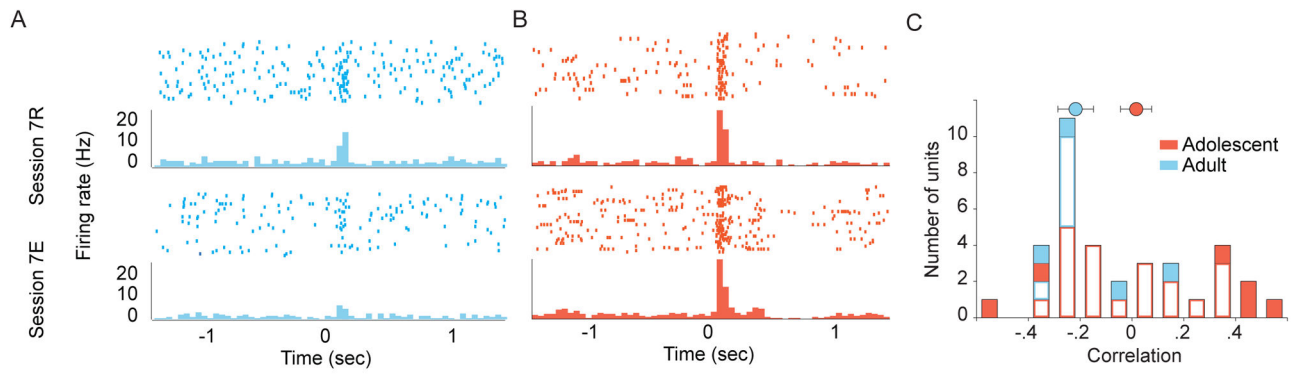 A
B
C
Session 7R
Session 7E
Firing rate (Hz)
20
10
0
20
10
0
-1
0
1
Time (sec)
-1
0
1
Time (sec)
Number of units
10
8
6
4
2
0
-.4
-.2
0
.2
.4
Correlation
Adolescent
Adult